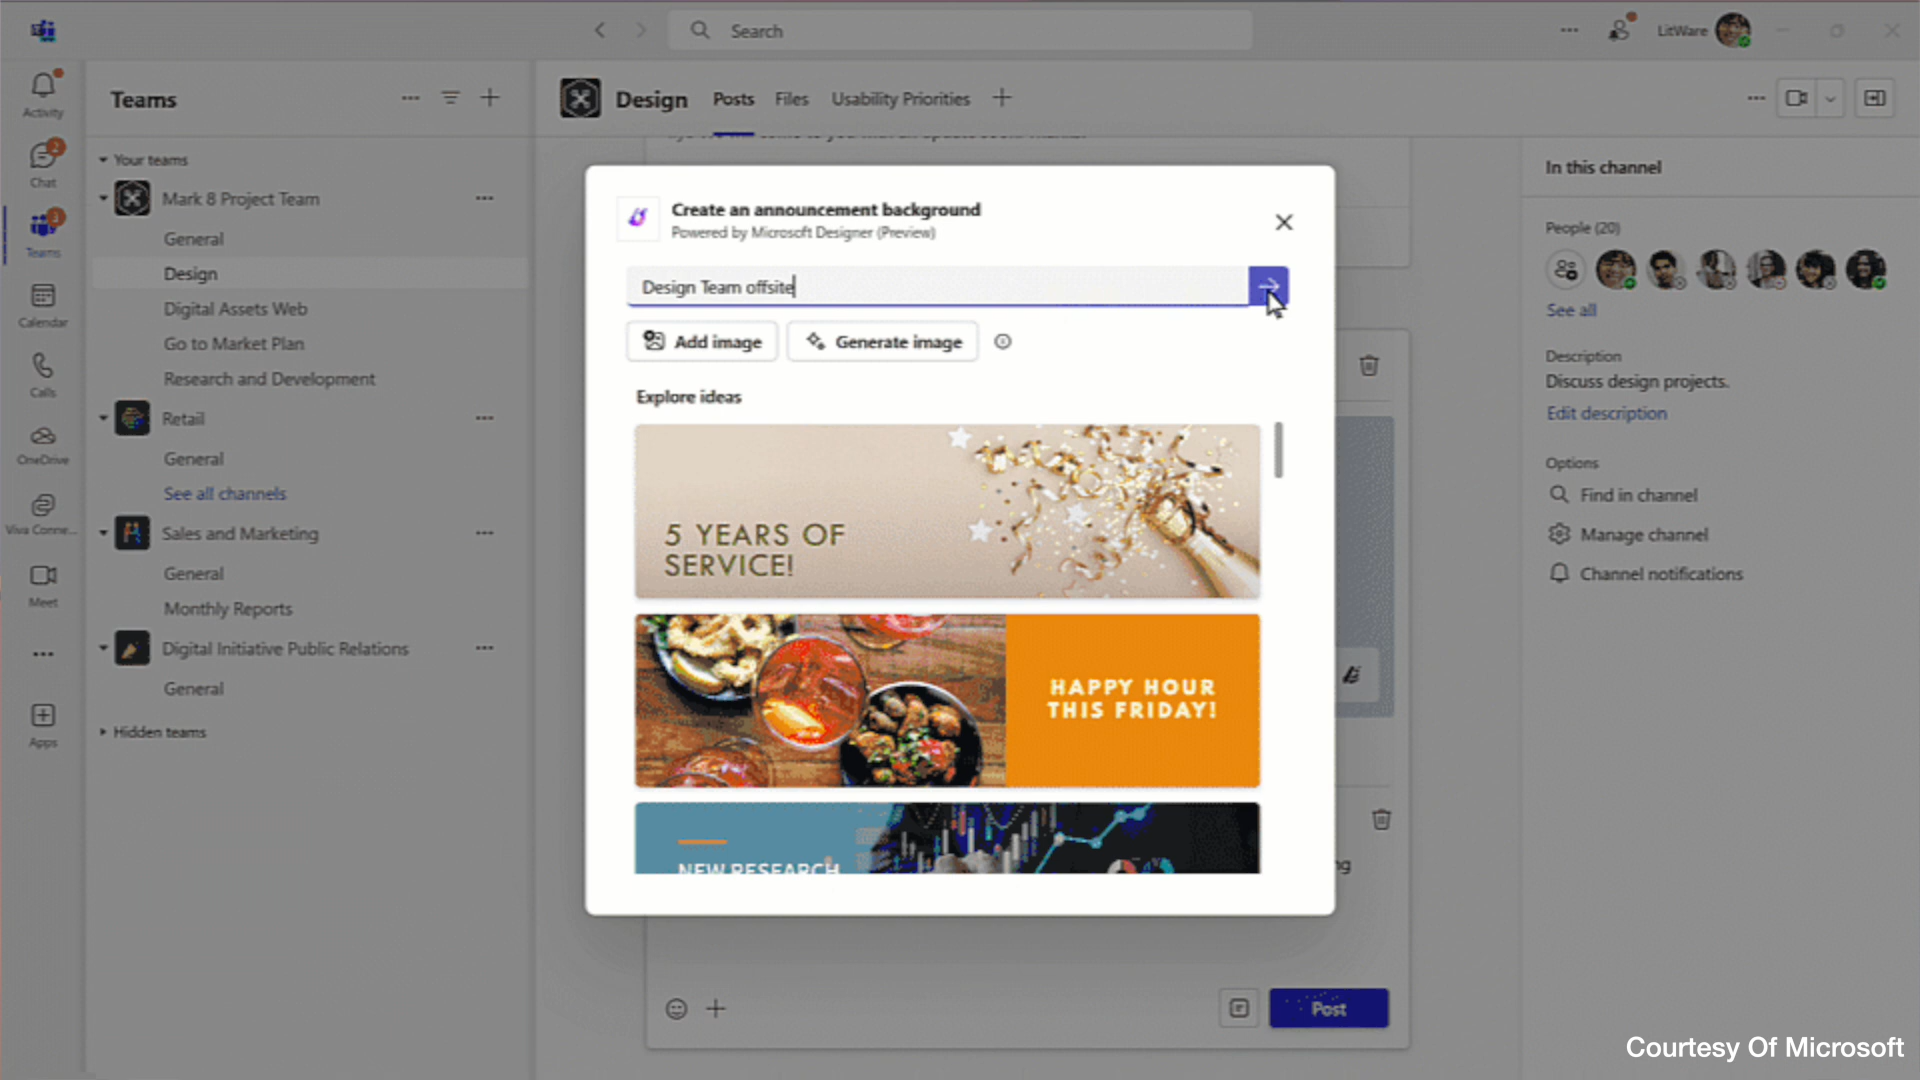 Search
LitWare
Activity
Chat
2
Teams
3
Calendar
Calls
OneDrive
Viva Conne...
Meet
Apps
Teams
Your teams
Mark 8 Project Team
General
Design
Digital Assets Web
Go to Market Plan
Research and Development
Retail
General
See all channels
Sales and Marketing
General
Monthly Reports
Digital Initiative Public Relations
General
Hidden teams
Design
Posts
Files
Usability Priorities
Create an announcement background
Powered by Microsoft Designer (Preview)
Design Team offsite
Add image
Generate image
Explore ideas
5 YEARS OF
SERVICE!
HAPPY HOUR
THIS FRIDAY!
NEW RESEARCH
ng
Post
In this channel
People (20)
See all
Description
Discuss design projects.
Edit description
Options
Find in channel
Manage channel
Channel notifications
Courtesy Of Microsoft